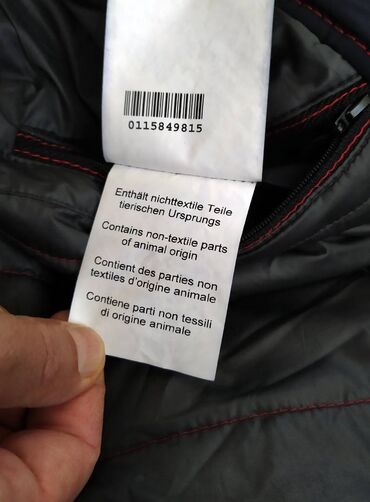 0115849815
Enthält nichttextile Teile
tierischen Ursprungs
Contains non-textile parts
of animal origin
Contient des parties non
textiles d'origine animale
Contiene parti non tessili
di origine animale